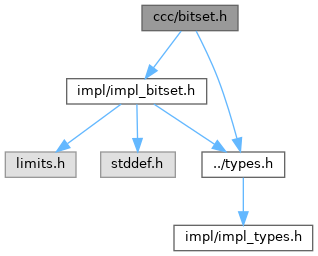 ccc/bitset.h
impl/impl_bitset.h
limits.h
stddef.h
../types.h
impl/impl_types.h